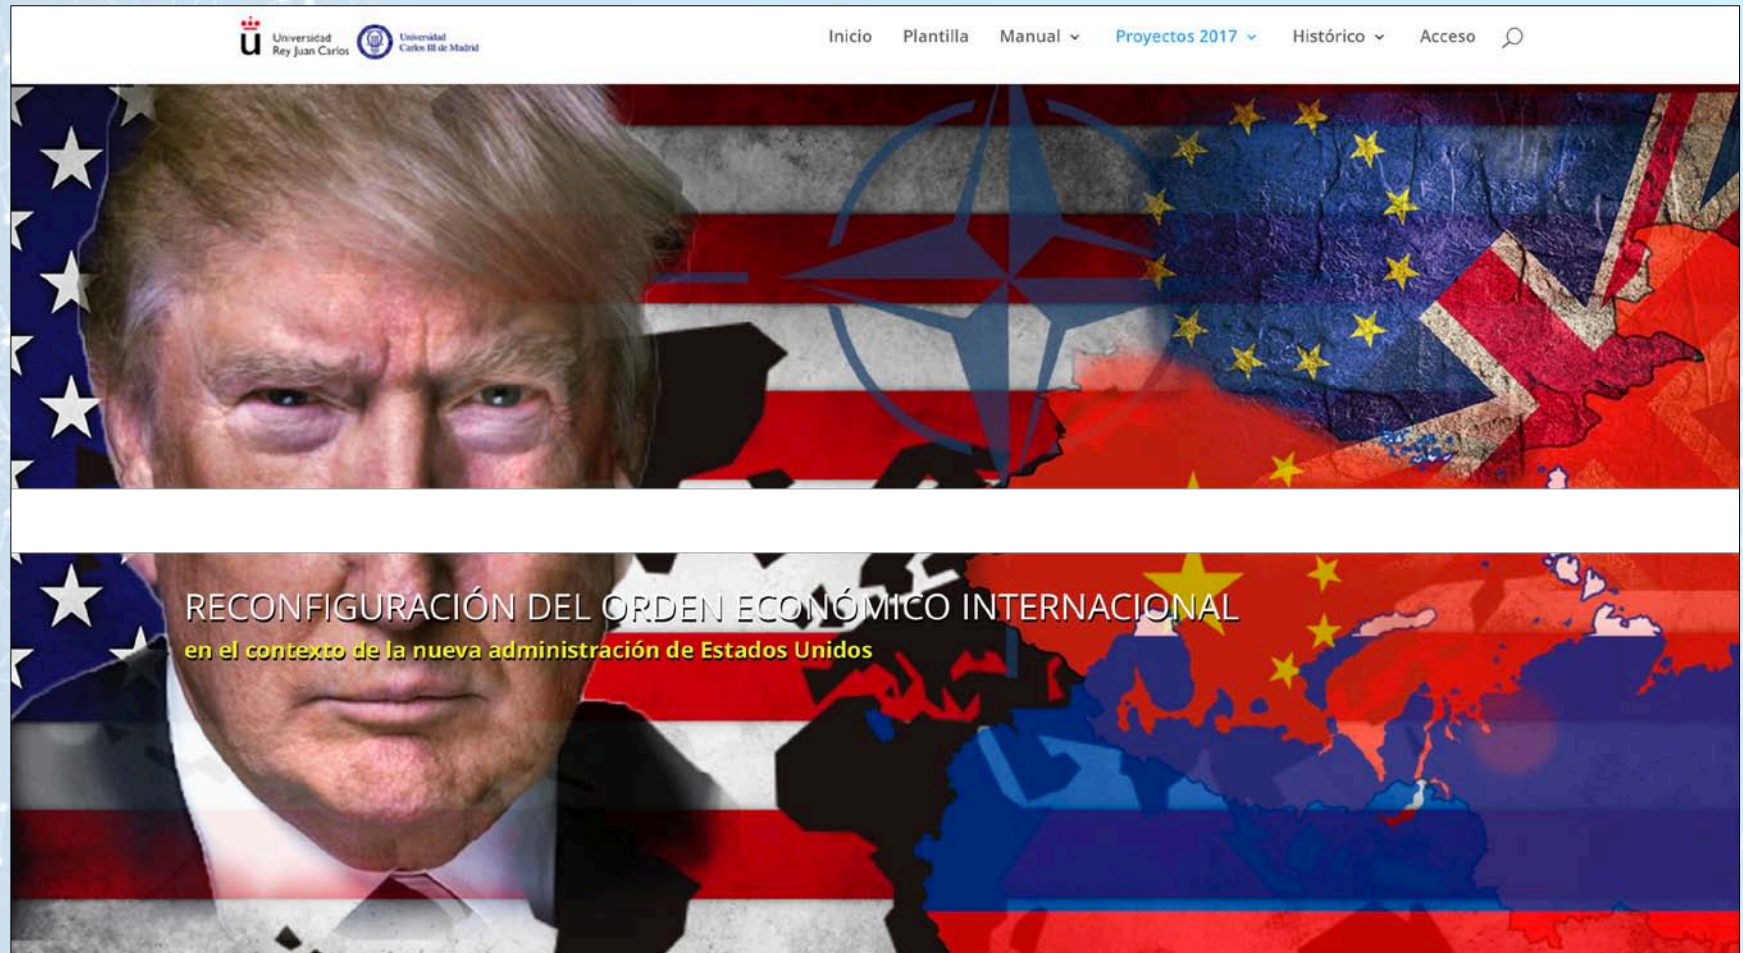 Universidad
Rey Juan Carlos
Universidad
Carlos III de Madrid
Inicio Plantilla Manual Proyectos 2017 Histórico Acceso
RECONFIGURACIÓN DEL ORDEN ECONÓMICO INTERNACIONAL
en el contexto de la nueva administración de Estados Unidos